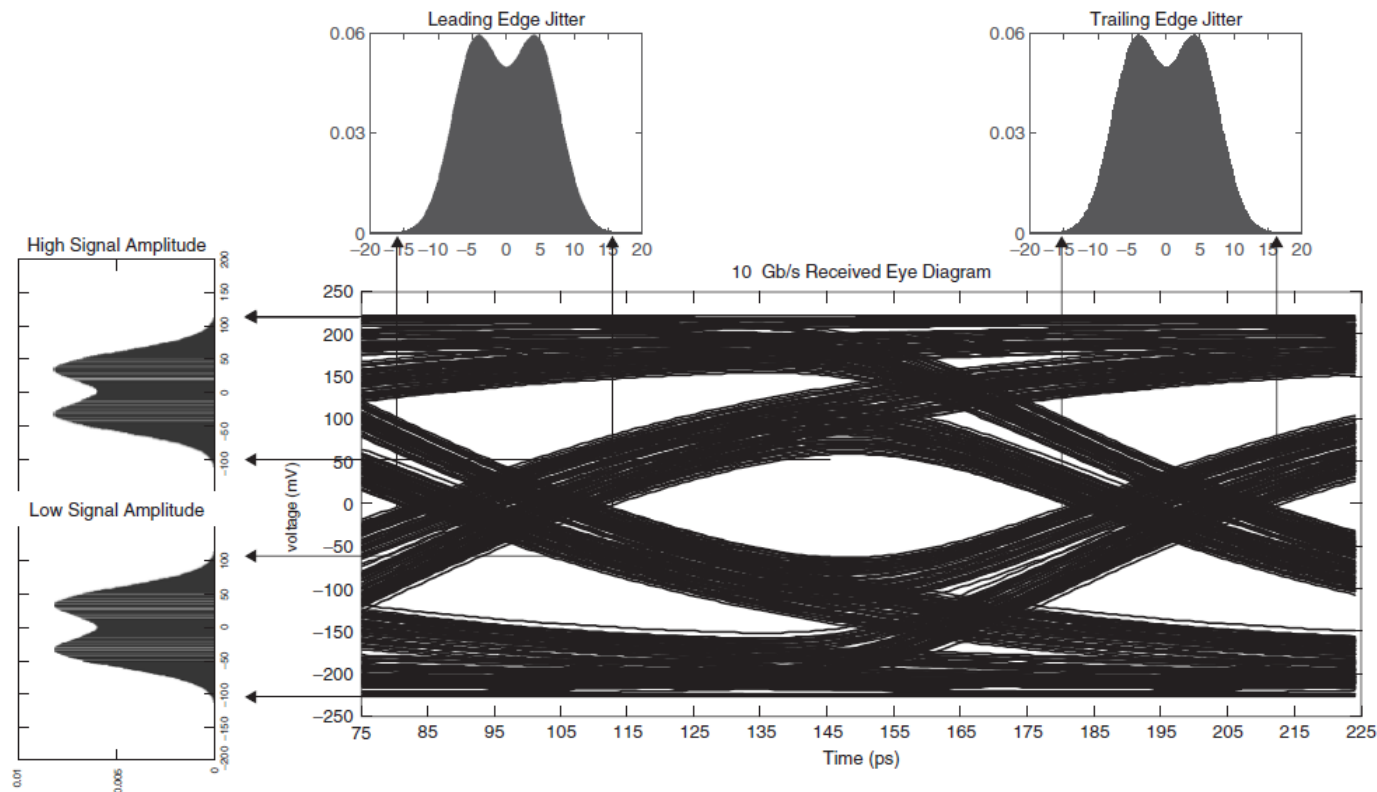 Leading Edge Jitter
0.06
0.03
0
−20 −15 −10 −5 0 5 10 15 20
Trailing Edge Jitter
0.06
0.03
0
−20 −15 −10 −5 0 5 10 15 20
High Signal Amplitude
200
150
100
50
0
−50
−100
Low Signal Amplitude
100
50
0
−50
−100
−150
−200
0.01 0.005 0
10 Gb/s Received Eye Diagram
voltage (mV)
250
200
150
100
50
0
−50
−100
−150
−200
−250
75 85 95 105 115 125 135 145 155 165 175 185 195 205 215 225
Time (ps)